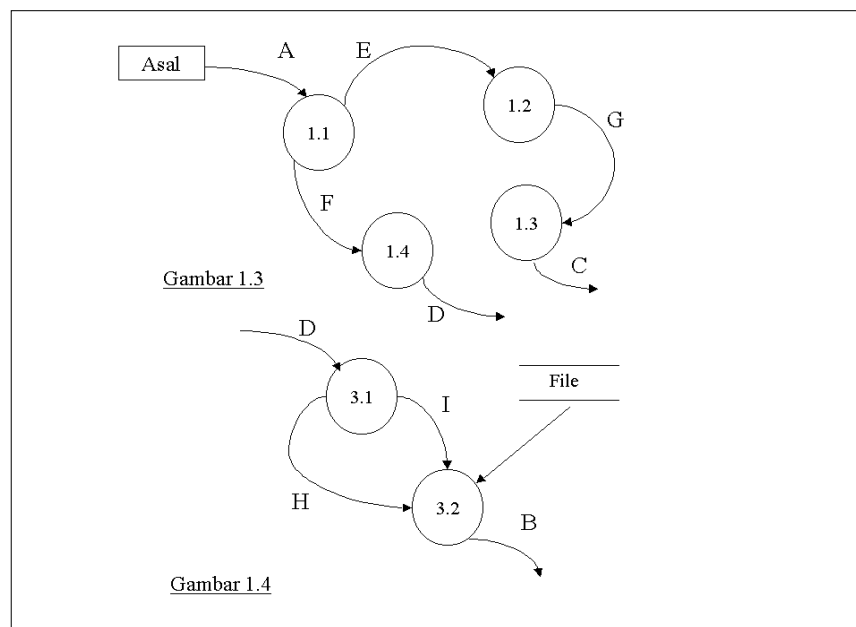 A
E
Asal
1.2
1.1
G
F
1.3
1.4
C
Gambar 1.3
D
D
File
3.1
I
H
3.2
B
Gambar 1.4